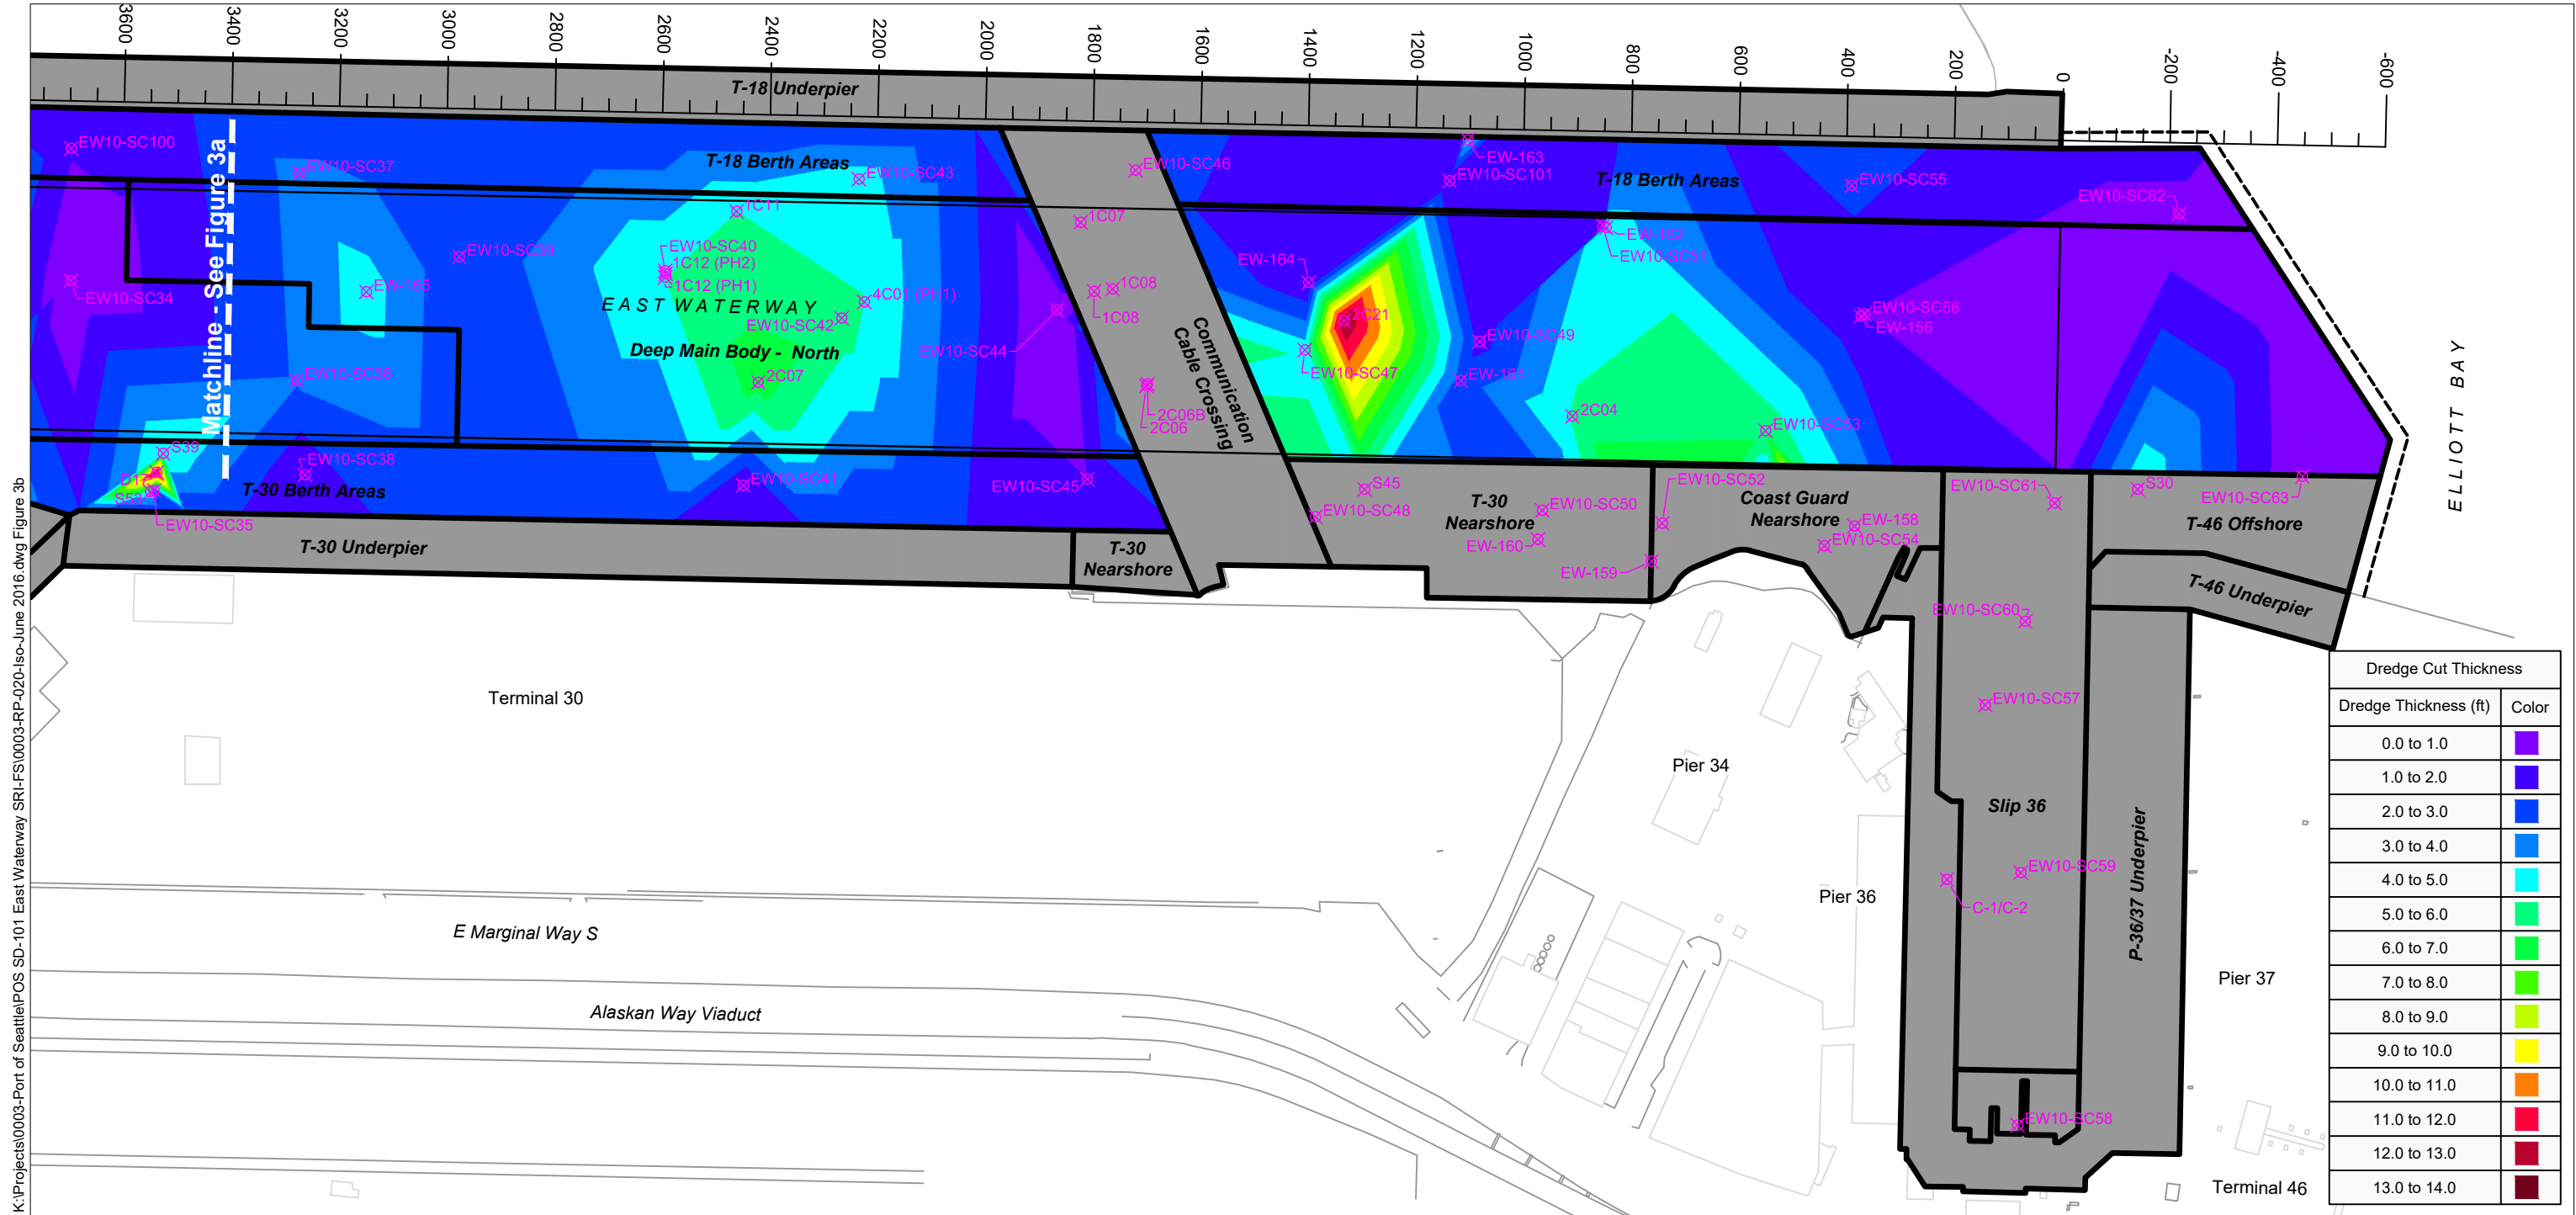 3600
3400
3200
3000
2800
2600
2400
2200
2000
1800
1600
1400
1200
1000
800
600
400
200
0
-200
-400
-600
T-18 Underpier
EW10-SC100
EW10-SC37
T-18 Berth Areas
EW10-SC43
EW10-SC46
EW-163
EW10-SC101
T-18 Berth Areas
EW10-SC55
EW10-SC62
1C11
1C07
EW-162
EW10-SC51
EW10-SC39
EW10-SC40
1C12 (PH2)
1C12 (PH1)
EW-164
EW10-SC34
EW-165
4C01 (PH1)
1C08
1C08
EAST WATERWAY
EW10-SC42
EW10-SC44
2C21
EW10-SC56
EW-156
EW10-SC49
Deep Main Body - North
Communication
Cable Crossing
EW10-SC47
EW10-SC36
2C07
EW-161
2C06B
2C06
2C04
EW10-SC53
ELLIOTT BAY
Matchline - See Figure 3a
S39
EW10-SC38
S53
EW10-SC35
T-30 Berth Areas
EW10-SC41
EW10-SC45
S45
EW10-SC48
T-30
Nearshore
EW10-SC50
EW-160
EW10-SC52
EW-159
Coast Guard
Nearshore
EW-158
EW10-SC54
EW10-SC61
S30
EW10-SC63
T-46 Offshore
T-30 Underpier
T-30
Nearshore
T-46 Underpier
EW10-SC60
Terminal 30
EW10-SC57
Pier 34
Slip 36
P-36/37 Underpier
EW10-SC59
Pier 36
C-1/C-2
E Marginal Way S
Pier 37
Alaskan Way Viaduct
EW10-SC58
Terminal 46
Dredge Cut Thickness
Dredge Thickness (ft) Color
0.0 to 1.0
1.0 to 2.0
2.0 to 3.0
3.0 to 4.0
4.0 to 5.0
5.0 to 6.0
6.0 to 7.0
7.0 to 8.0
8.0 to 9.0
9.0 to 10.0
10.0 to 11.0
11.0 to 12.0
12.0 to 13.0
13.0 to 14.0
K:\Projects\0003-Port of Seattle\POS SD-101 East Waterway SRI-FS\0003-RP-020-Iso-June 2016.dwg Figure 3b